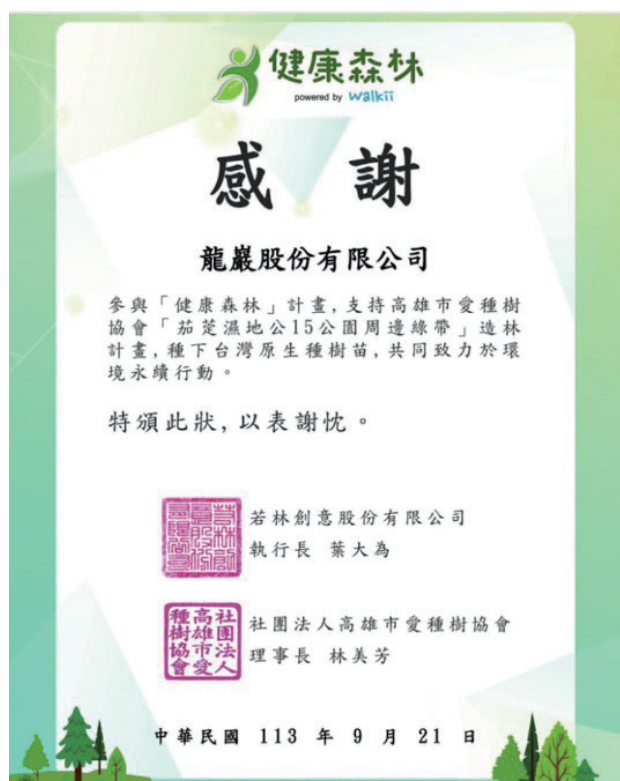 健康森林
powered by walkii
感 謝
龍巖股份有限公司
參與「健康森林」計畫,支持高雄市愛種樹
協會「茄萣濕地公15公園周邊綠帶」造林
計畫,種下台灣原生種樹苗,共同致力於環
境永續行動。
特頒此狀,以表謝忱。
若林創意股份有限公司
執行長 葉大為
社團法人高雄市愛種樹協會
社團法人
高雄市愛
種樹協會
理事長 林美芳
中華民國 113 年 9 月 21 日